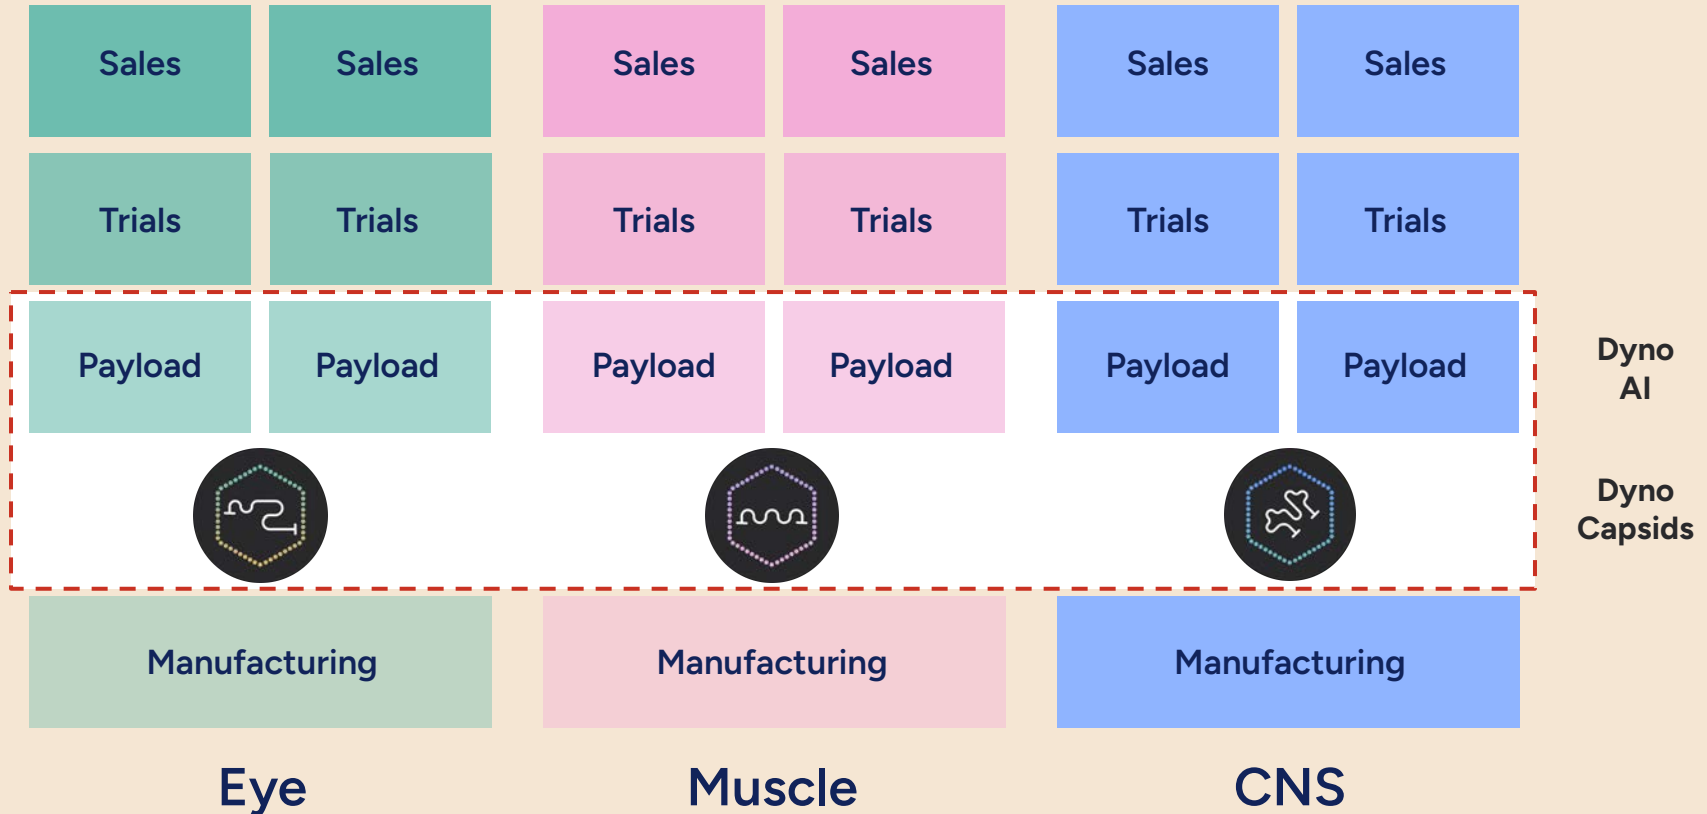 Sales Sales Sales Sales Sales Sales
Trials Trials Trials Trials Trials Trials
Payload Payload Payload Payload Payload Payload
Dyno
AI
Dyno
Capsids
Manufacturing Manufacturing Manufacturing
Eye Muscle CNS